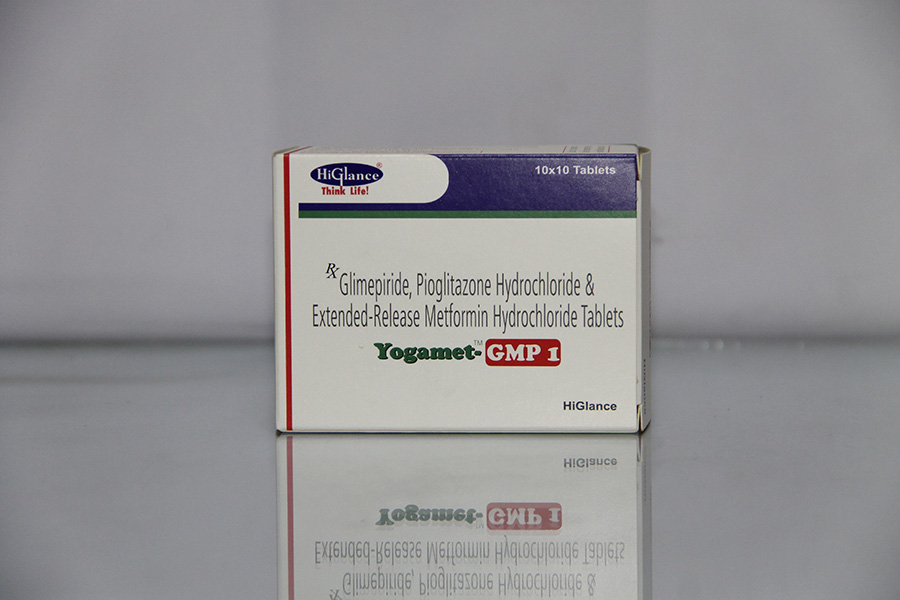 HiGlance®
Think Life!
10x10 Tablets
Rx Glimepiride, Pioglitazone Hydrochloride &
Extended-Release Metformin Hydrochloride Tablets
Yogamet-™ GMP 1
HiGlance